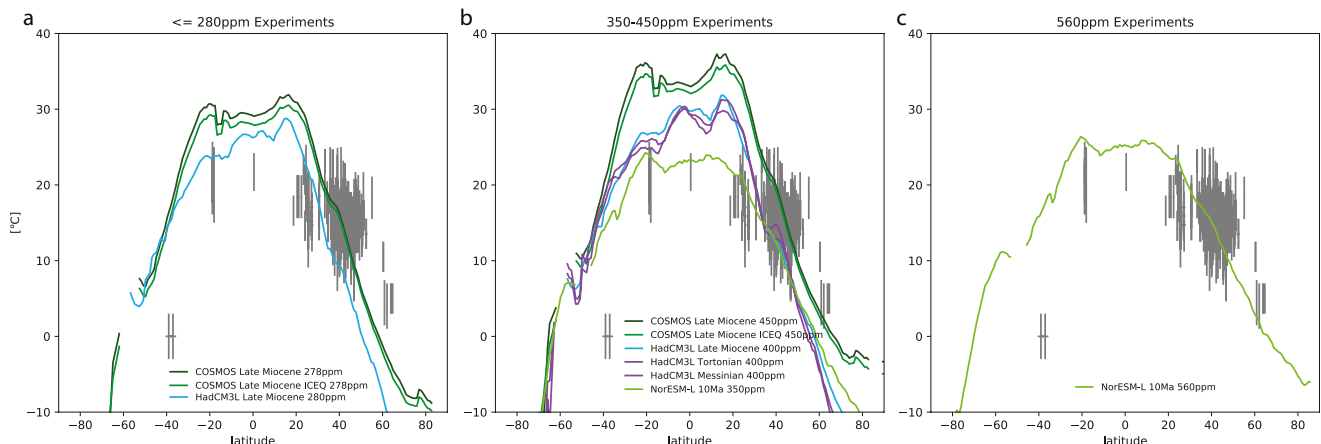 a
<= 280ppm Experiments
40
30
20
10
0
−10
[°C]
−80 −60 −40 −20 0 20 40 60 80
latitude
COSMOS Late Miocene 278ppm
COSMOS Late Miocene ICEQ 278ppm
HadCM3L Late Miocene 280ppm
b
350-450ppm Experiments
40
30
20
10
0
−10
−80 −60 −40 −20 0 20 40 60 80
latitude
COSMOS Late Miocene 450ppm
COSMOS Late Miocene ICEQ 450ppm
HadCM3L Late Miocene 400ppm
HadCM3L Tortonian 400ppm
HadCM3L Messinian 400ppm
NorESM-L 10Ma 350ppm
c
560ppm Experiments
40
30
20
10
0
−10
−80 −60 −40 −20 0 20 40 60 80
latitude
NorESM-L 10Ma 560ppm